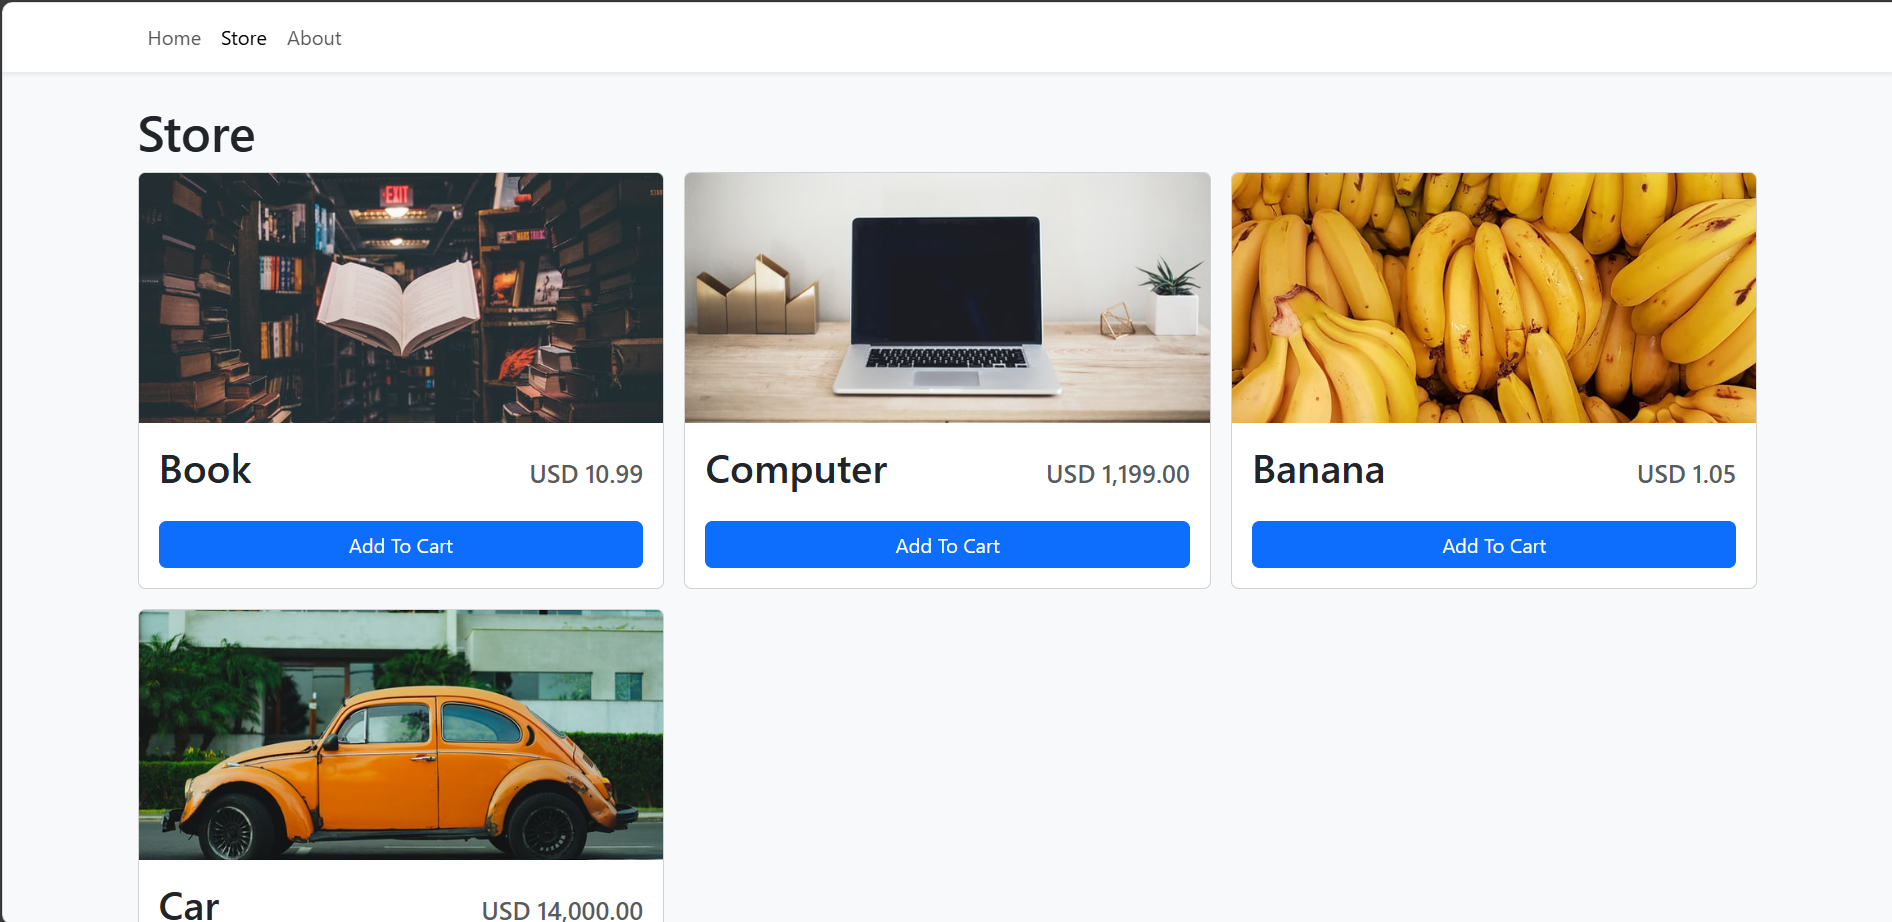 Home Store About
Store
EXIT
Book USD 10.99
Add To Cart
Computer USD 1,199.00
Add To Cart
Banana USD 1.05
Add To Cart
Car USD 14,000.00